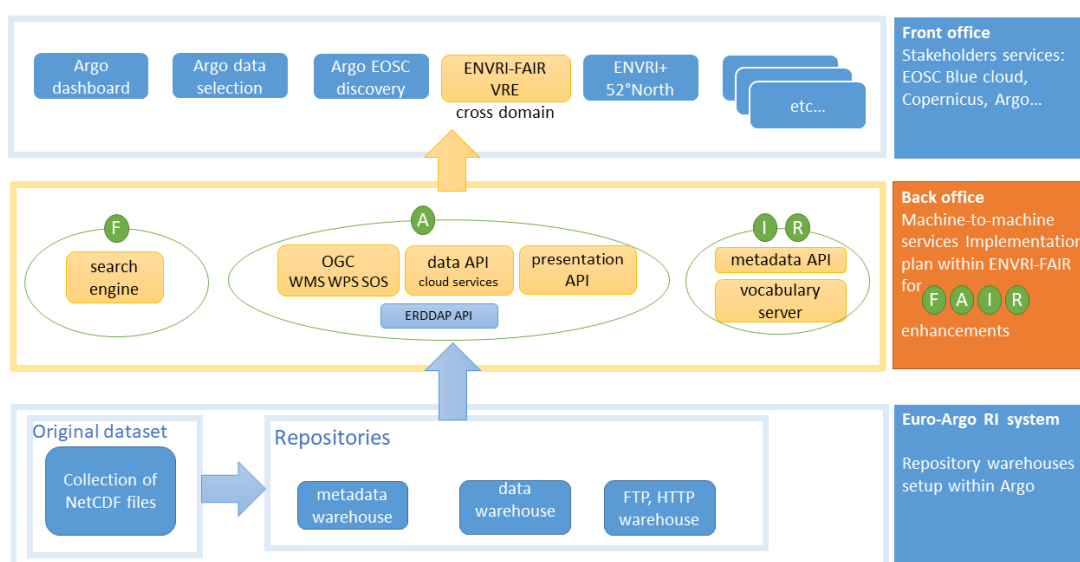 Argo
dashboard
Argo data
selection
Argo EOSC
discovery
ENVRI-FAIR
VRE
cross domain
ENVRI+
52°North
etc...
Front office
Stakeholders services:
EOSC Blue cloud,
Copernicus, Argo...
F
search
engine
A
OGC
WMS WPS SOS
data API
cloud services
presentation
API
ERDDAP API
I R
metadata API
vocabulary
server
Back office
Machine-to-machine
services Implementation
plan within ENVRI-FAIR
for
F A I R
enhancements
Original dataset
Collection of
NetCDF files
Repositories
metadata
warehouse
data
warehouse
FTP, HTTP
warehouse
Euro-Argo RI system
Repository warehouses
setup within Argo